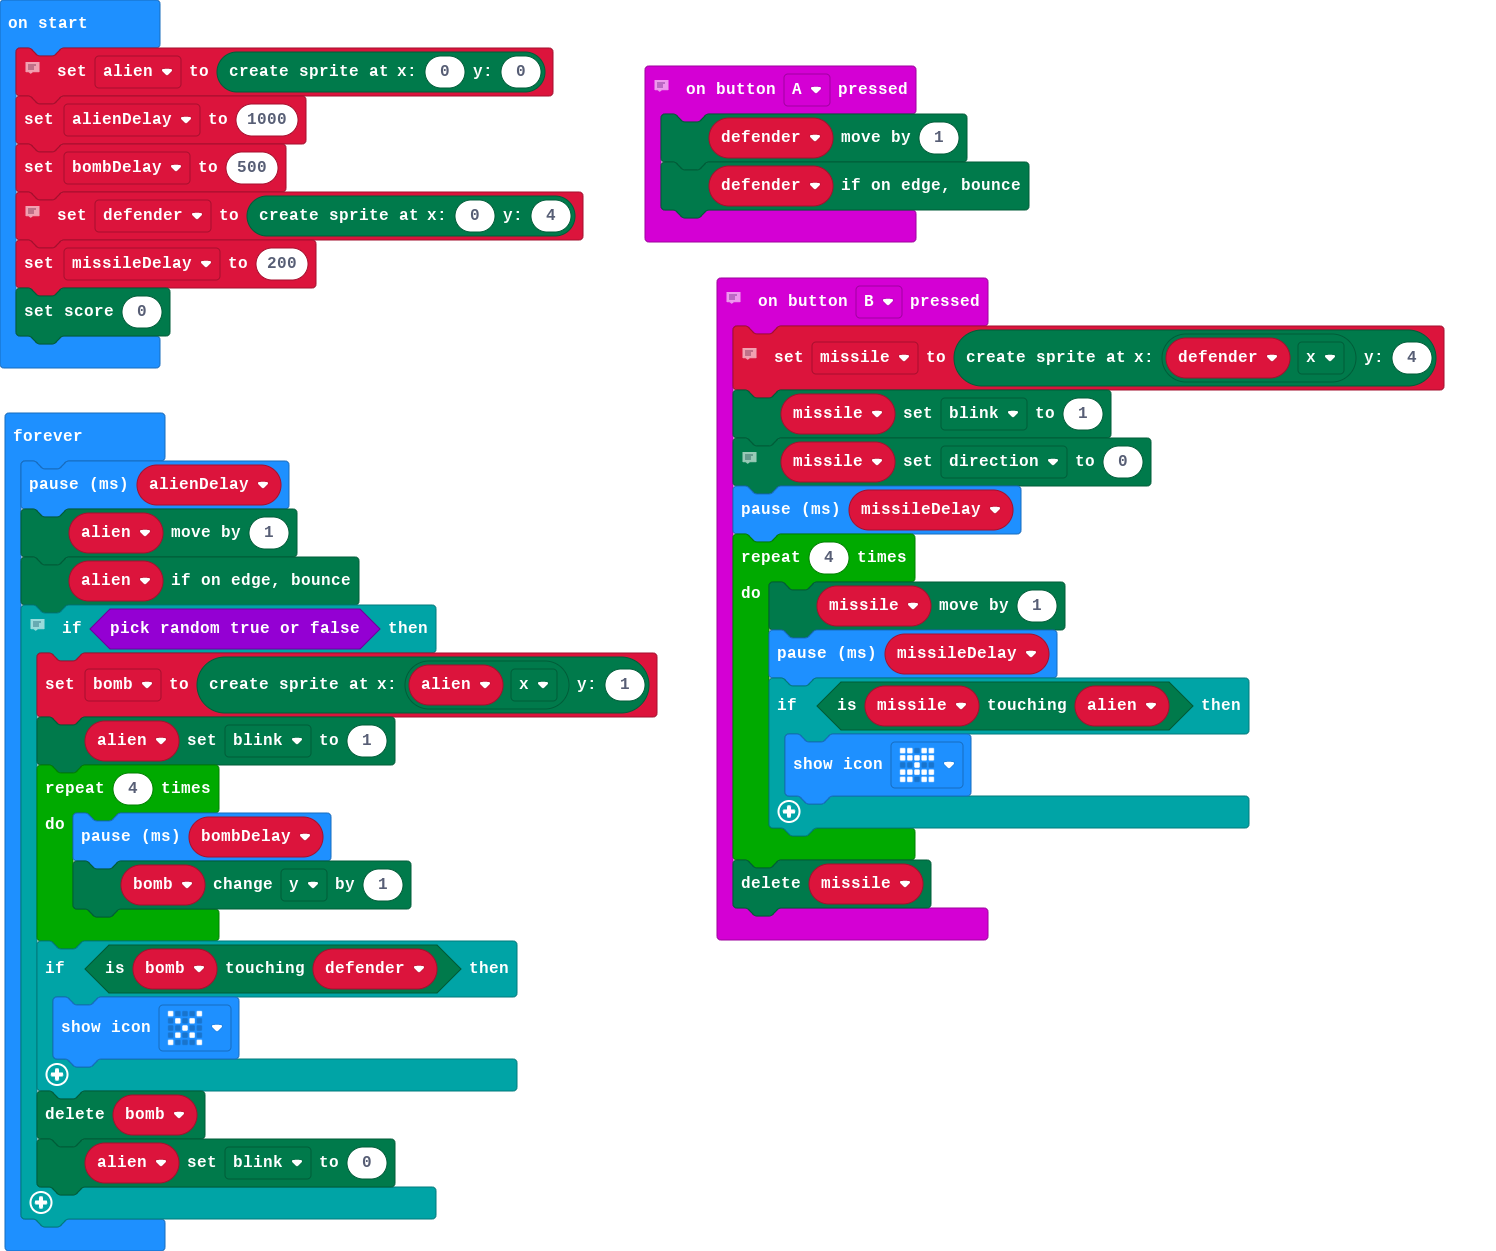 on start
set alien to create sprite at x: 0 y: 0
set alienDelay to 1000
set bombDelay to 500
set defender to create sprite at x: 0 y: 4
set missileDelay to 200
set score 0
forever
pause (ms) alienDelay
alien move by 1
alien if on edge, bounce
if pick random true or false then
set bomb to create sprite at x: alien x y: 1
alien set blink to 1
repeat 4 times
do
pause (ms) bombDelay
bomb change y by 1
if is bomb touching defender then
show icon
delete bomb
alien set blink to 0
on button A pressed
defender move by 1
defender if on edge, bounce
on button B pressed
set missile to create sprite at x: defender x y: 4
missile set blink to 1
missile set direction to 0
pause (ms) missileDelay
repeat 4 times
do
missile move by 1
pause (ms) missileDelay
if is missile touching alien then
show icon
delete missile